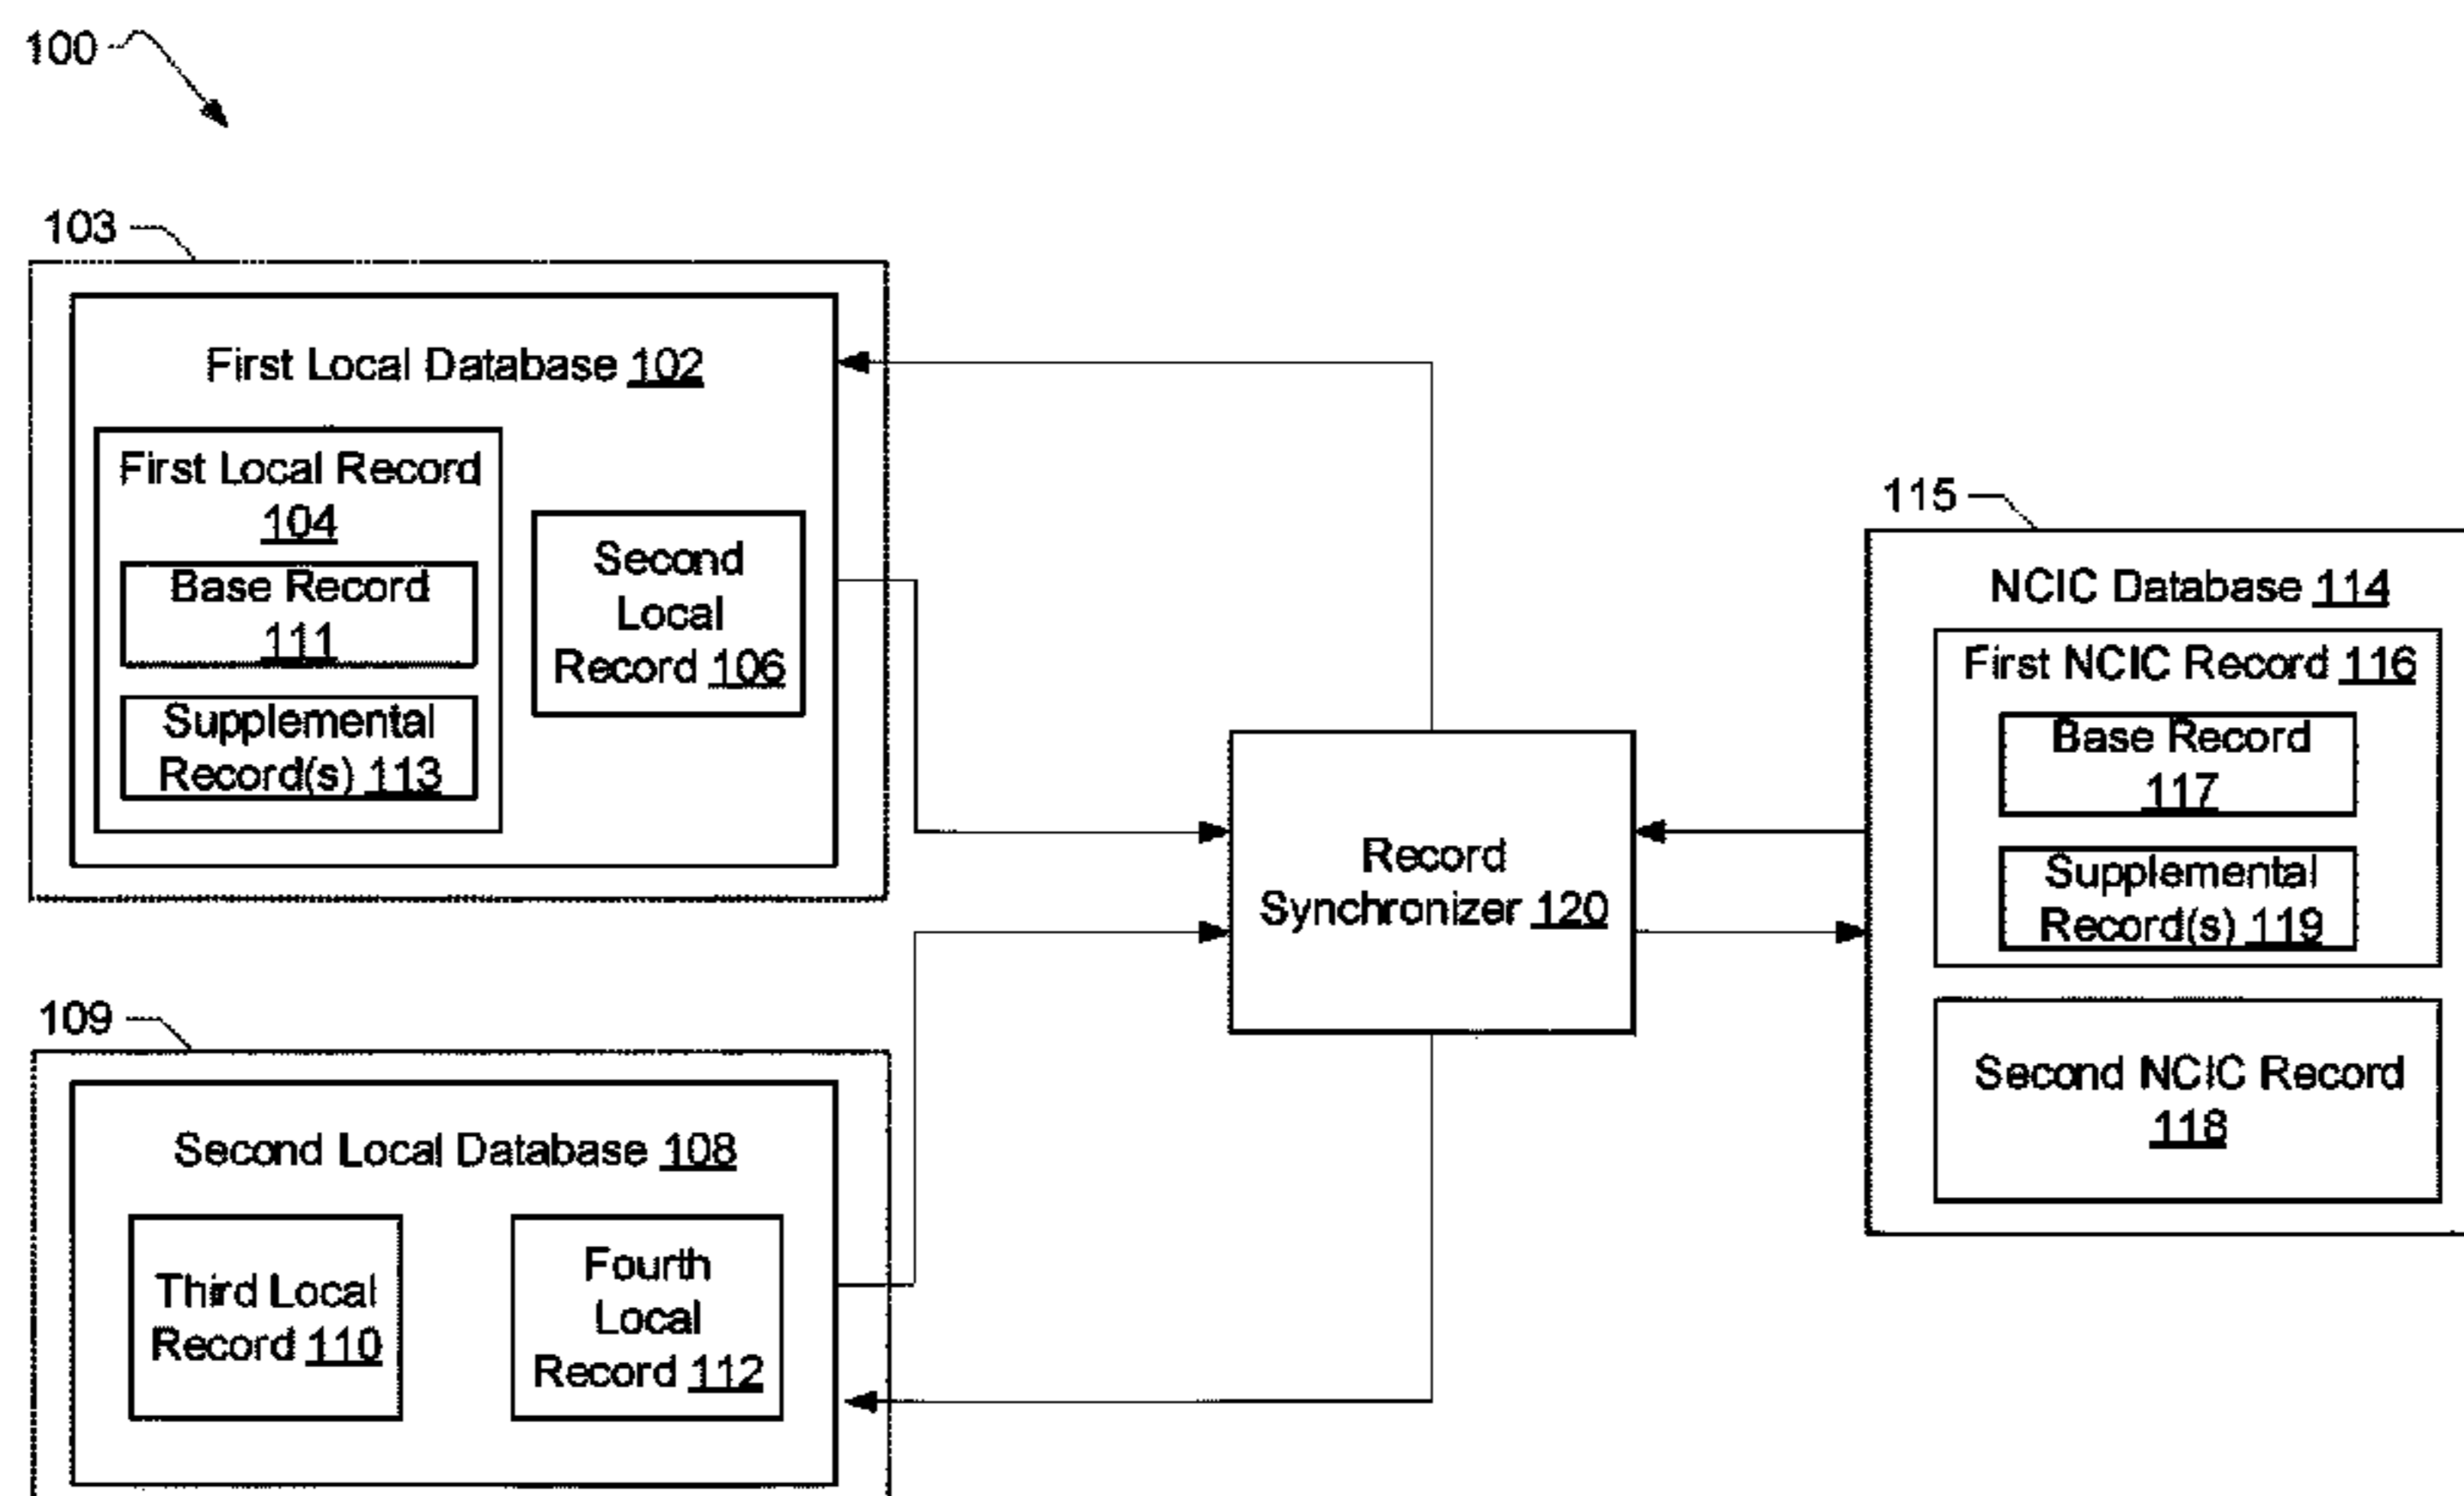 100
103
First Local Database 102
First Local Record
104
Base Record
111
Supplemental
Record(s) 113
Second
Local
Record 106
115
NCIC Database 114
First NCIC Record 116
Base Record
117
Supplemental
Record(s) 119
Second NCIC Record
118
Record
Synchronizer 120
109
Second Local Database 108
Third Local
Record 110
Fourth
Local
Record 112